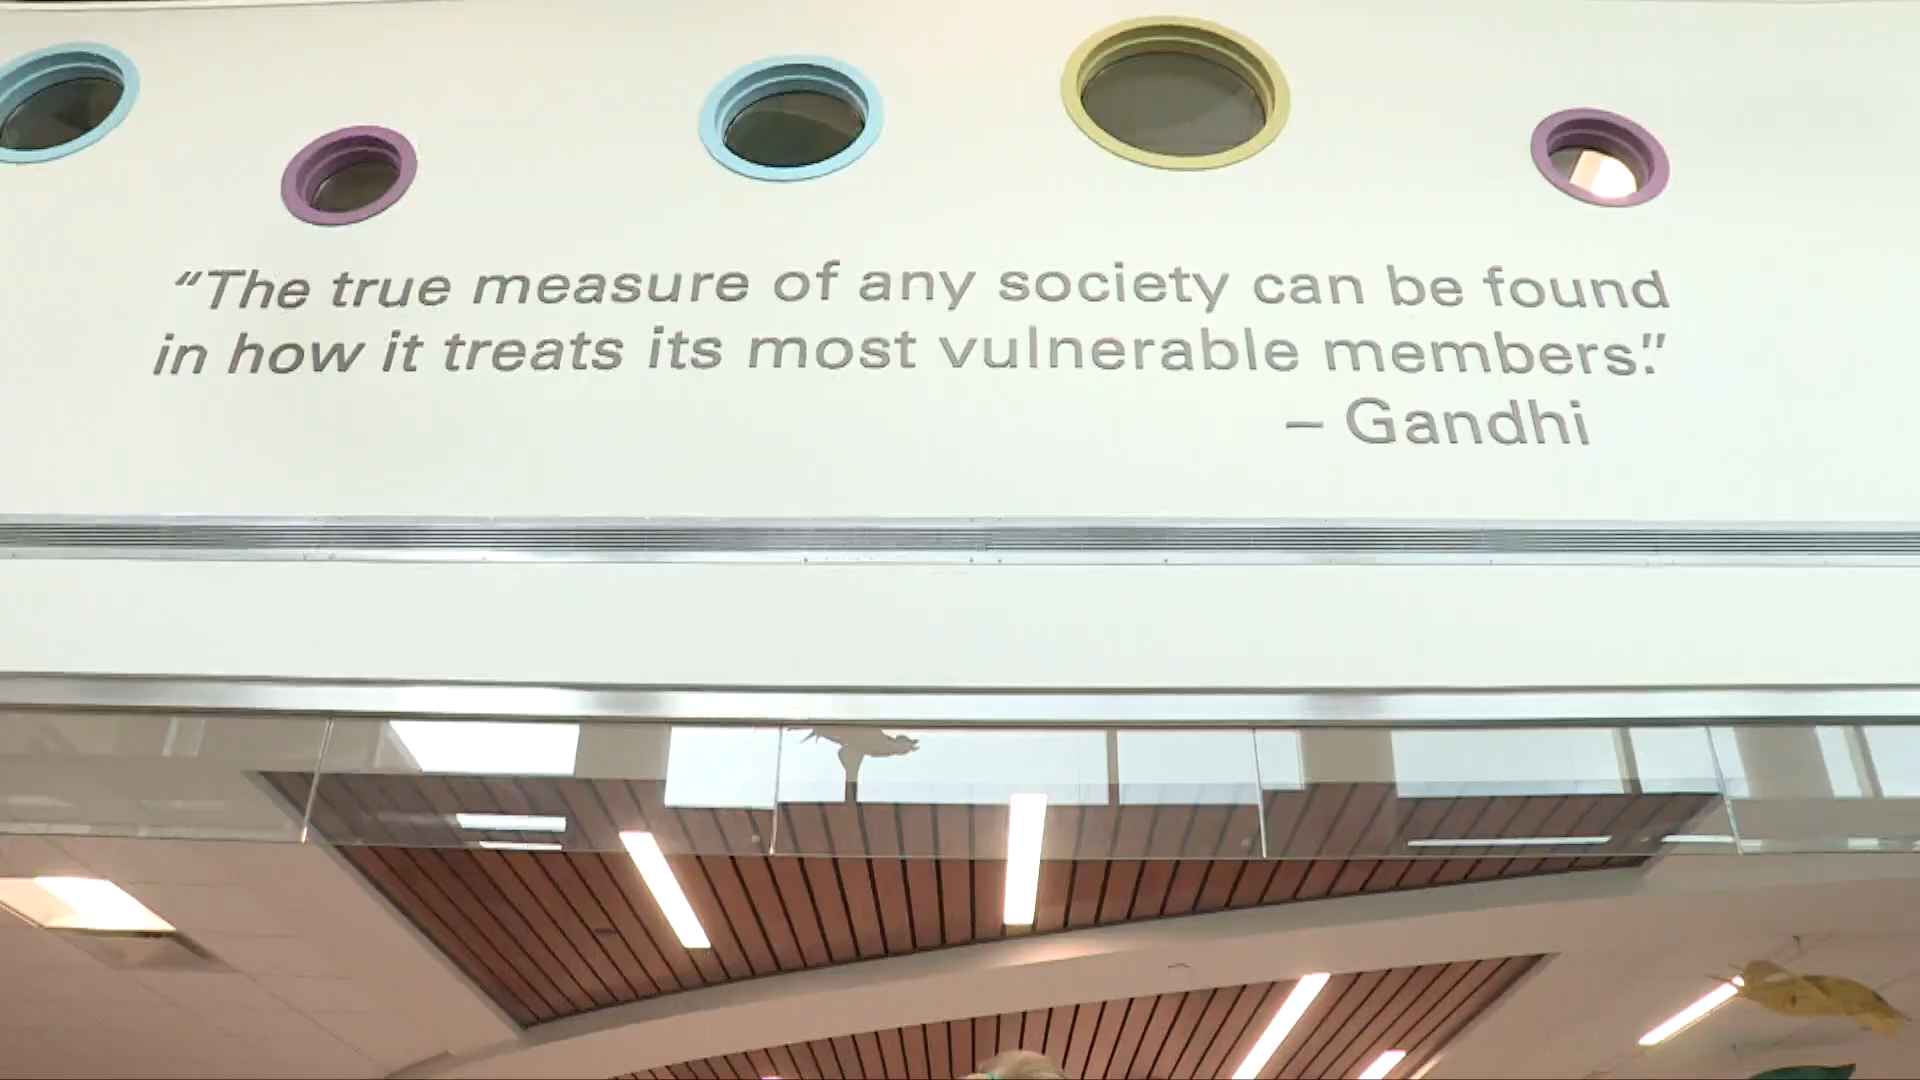 “The true measure of any society can be found
in how it treats its most vulnerable members.”
– Gandhi